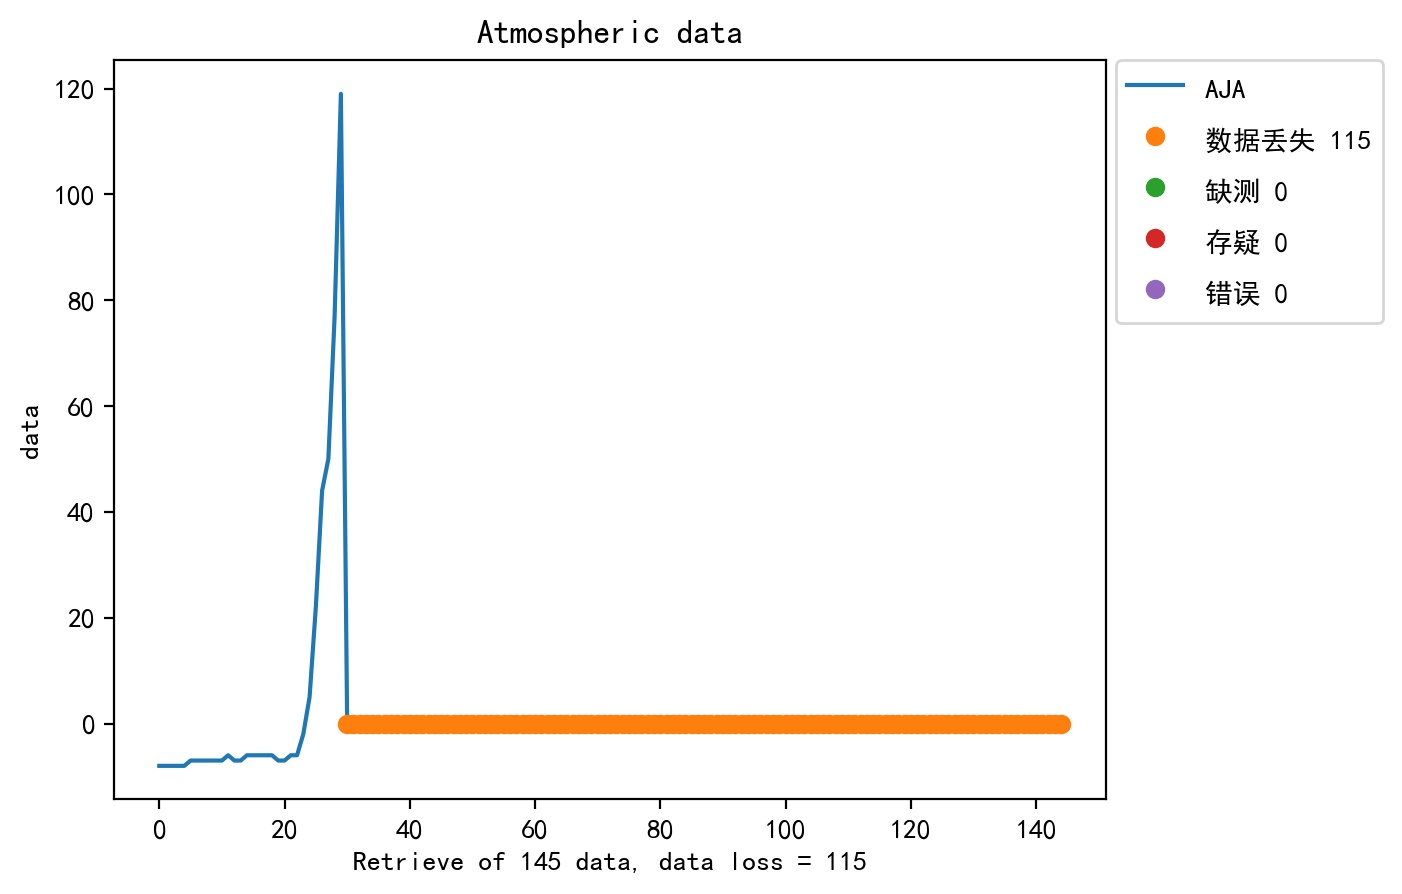 Atmospheric data
120
100
80
60
40
20
0
data
0 20 40 60 80 100 120 140
Retrieve of 145 data, data loss = 115
AJA
数据丢失 115
缺测 0
存疑 0
错误 0